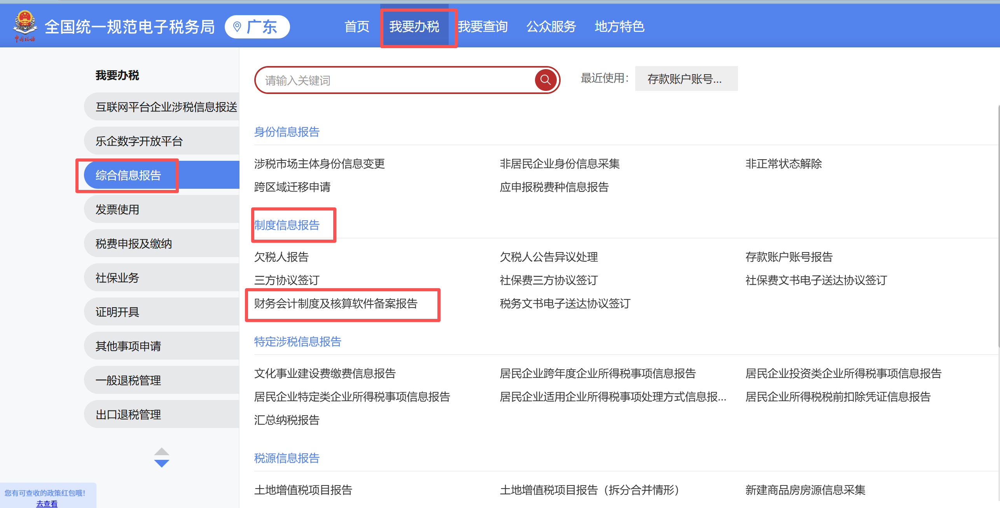 中国税务
全国统一规范电子税务局
广东
首页
我要办税
我要查询
公众服务
地方特色
我要办税
互联网平台企业涉税信息报送
乐企数字开放平台
综合信息报告
发票使用
税费申报及缴纳
社保业务
证明开具
其他事项申请
一般退税管理
出口退税管理
您有可查收的政策红包哦！
去查看
请输入关键词
最近使用：
存款账户账号...
身份信息报告
涉税市场主体身份信息变更
非居民企业身份信息采集
非正常状态解除
跨区域迁移申请
应申报税费种信息报告
制度信息报告
欠税人报告
欠税人公告异议处理
存款账户账号报告
三方协议签订
社保费三方协议签订
社保费文书电子送达协议签订
财务会计制度及核算软件备案报告
税务文书电子送达协议签订
特定涉税信息报告
文化事业建设费缴费信息报告
居民企业跨年度企业所得税事项信息报告
居民企业投资类企业所得税事项信息报告
居民企业特定类企业所得税事项信息报告
居民企业适用企业所得税事项处理方式信息报...
居民企业所得税税前扣除凭证信息报告
汇总纳税报告
税源信息报告
土地增值税项目报告
土地增值税项目报告（拆分合并情形）
新建商品房房源信息采集